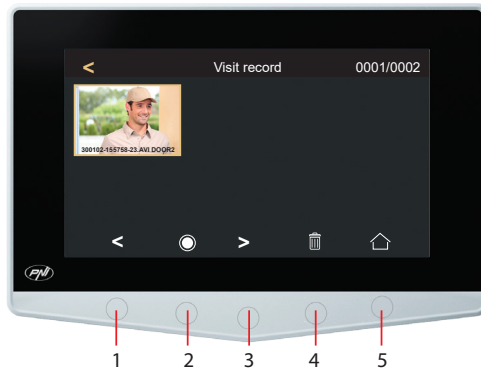 < Visit record 0001/0002
300102-155758-23.AVI.DOOR2
< >
PNI
1 2 3 4 5